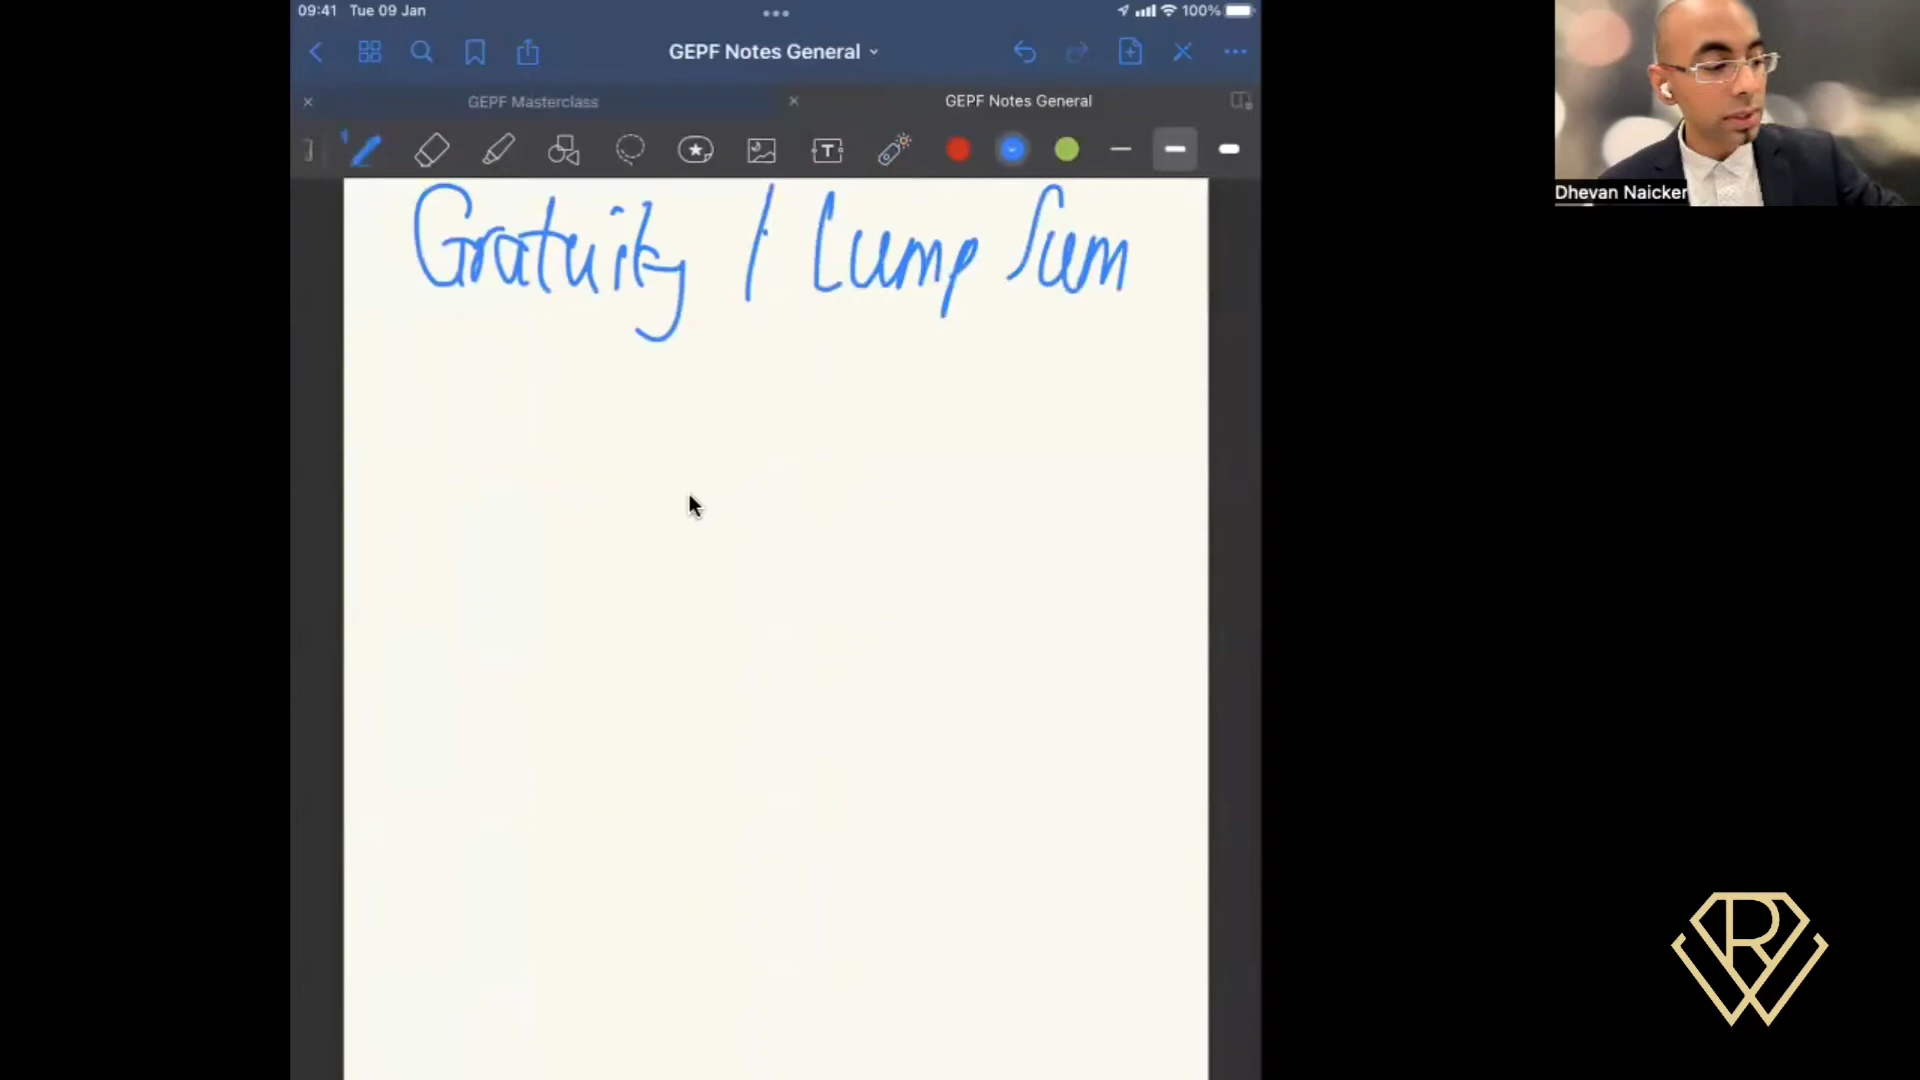 09:41 Tue 09 Jan
100%
GEPF Notes General
GEPF Masterclass
GEPF Notes General
T
Gratuity / Lump Sum
Dhevan Naicker
RW